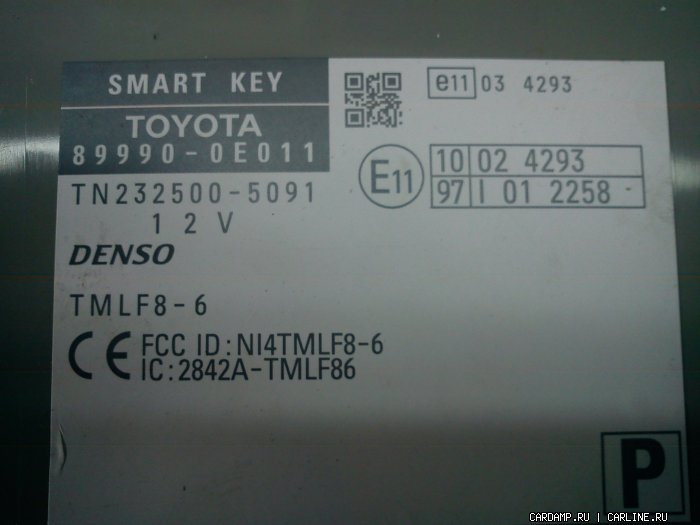 SMART KEY
TOYOTA
89990-0E011
TN232500-5091
12V
DENSO
TMLF8-6
CE FCC ID:NI4TMLF8-6
IC:2842A-TMLF86
e11 03 4293
E11
10 02 4293
97 I 01 2258
P
CARDAMP.RU | CARLINE.RU